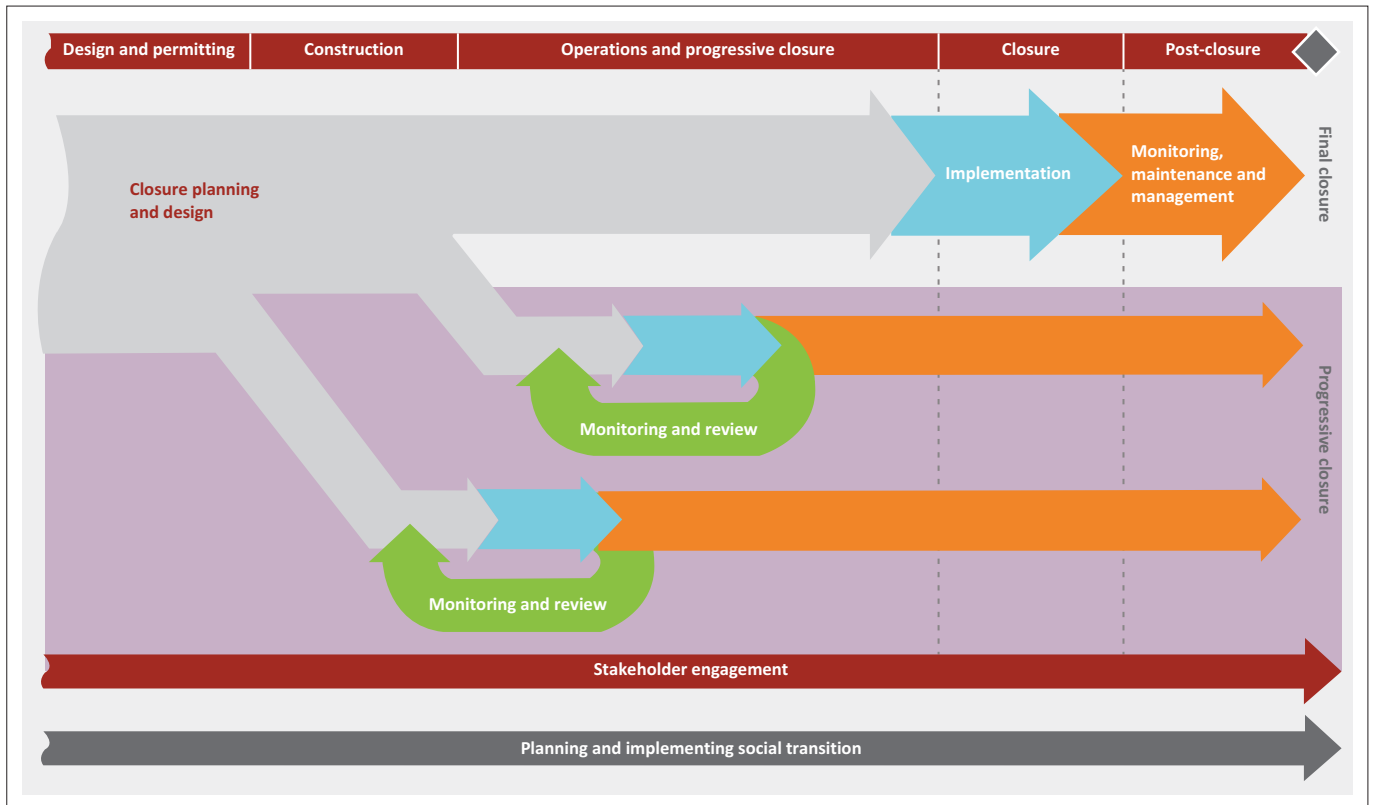 Design and permitting
Construction
Operations and progressive closure
Closure
Post-closure
Closure planning
and design
Implementation
Monitoring,
maintenance and
management
Final closure
Monitoring and review
Progressive closure
Monitoring and review
Stakeholder engagement
Planning and implementing social transition